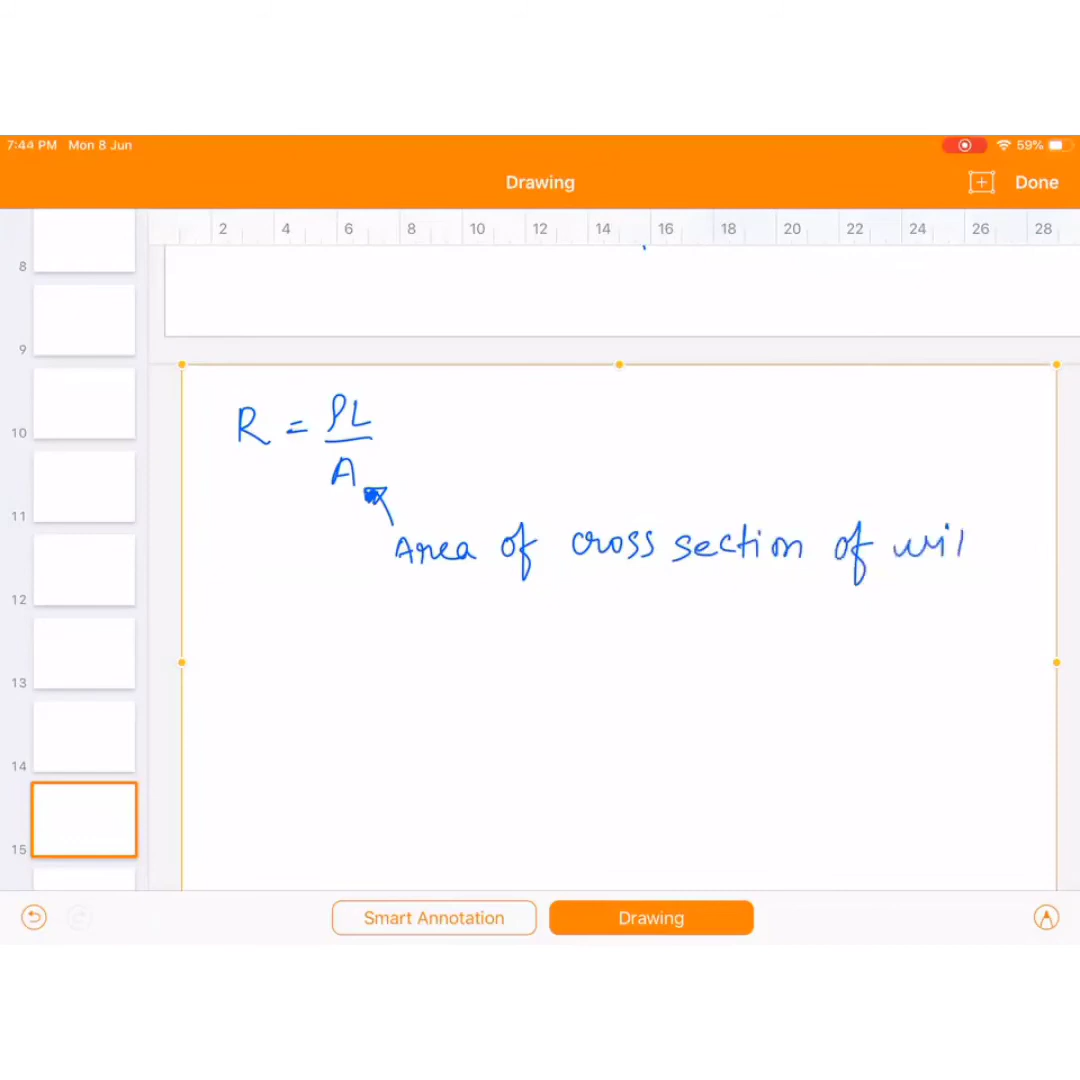 7:44 PM Mon 8 Jun
59%
Drawing
Done
2 4 6 8 10 12 14 16 18 20 22 24 26 28
8
9
10
11
12
13
14
15
R = ρL
A
Area of cross section of wi
Smart Annotation
Drawing